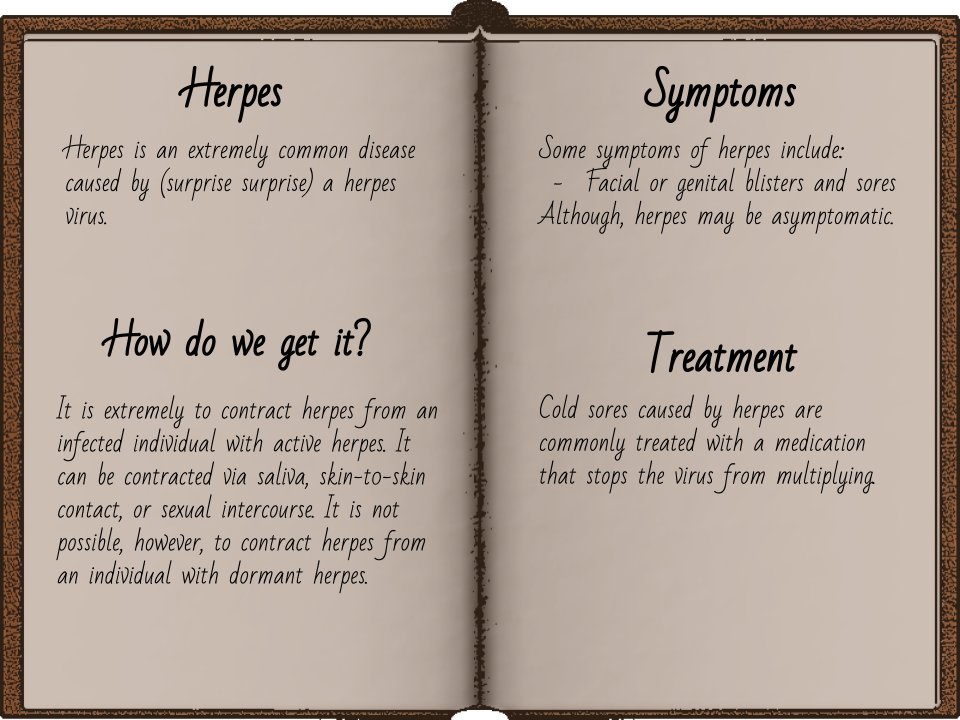 Herpes
Herpes is an extremely common disease
caused by (surprise surprise) a herpes
virus.
How do we get it?
It is extremely to contract herpes from an
infected individual with active herpes. It
can be contracted via saliva, skin-to-skin
contact, or sexual intercourse. It is not
possible, however, to contract herpes from
an individual with dormant herpes.
Symptoms
Some symptoms of herpes include:
- Facial or genital blisters and sores
Although, herpes may be asymptomatic.
Treatment
Cold sores caused by herpes are
commonly treated with a medication
that stops the virus from multiplying.